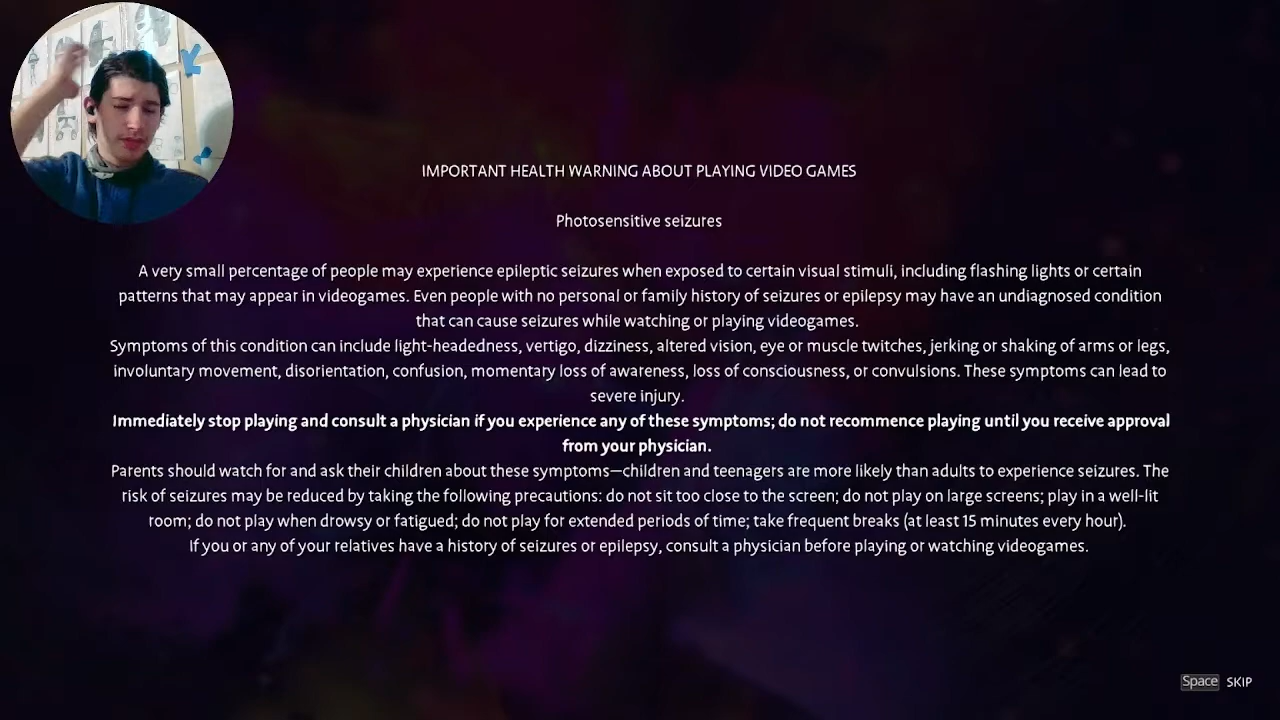 IMPORTANT HEALTH WARNING ABOUT PLAYING VIDEO GAMES
Photosensitive seizures
A very small percentage of people may experience epileptic seizures when exposed to certain visual stimuli, including flashing lights or certain
patterns that may appear in videogames. Even people with no personal or family history of seizures or epilepsy may have an undiagnosed condition
that can cause seizures while watching or playing videogames.
Symptoms of this condition can include light-headedness, vertigo, dizziness, altered vision, eye or muscle twitches, jerking or shaking of arms or legs,
involuntary movement, disorientation, confusion, momentary loss of awareness, loss of consciousness, or convulsions. These symptoms can lead to
severe injury.
Immediately stop playing and consult a physician if you experience any of these symptoms; do not recommence playing until you receive approval
from your physician.
Parents should watch for and ask their children about these symptoms—children and teenagers are more likely than adults to experience seizures. The
risk of seizures may be reduced by taking the following precautions: do not sit too close to the screen; do not play on large screens; play in a well-lit
room; do not play when drowsy or fatigued; do not play for extended periods of time; take frequent breaks (at least 15 minutes every hour).
If you or any of your relatives have a history of seizures or epilepsy, consult a physician before playing or watching videogames.
Space SKIP